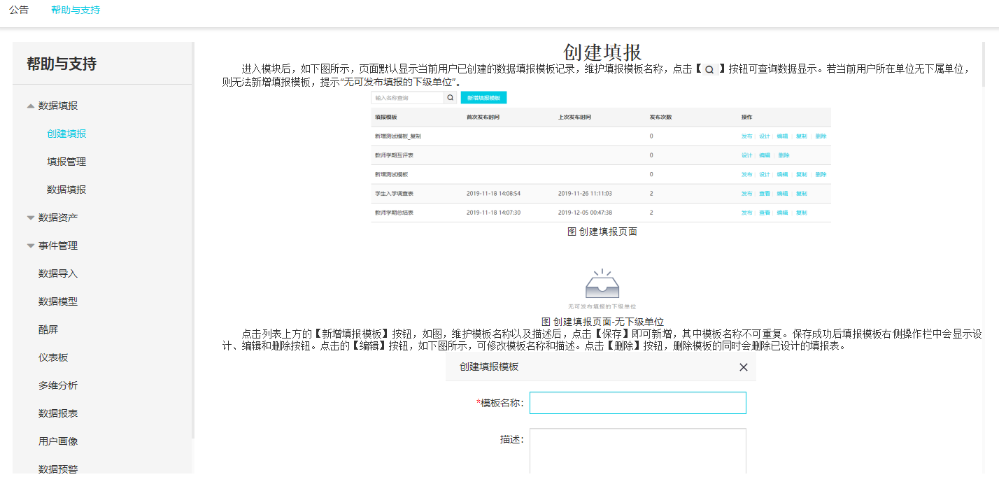 公告 帮助与支持
帮助与支持
数据填报
创建填报
填报管理
数据填报
数据资产
事件管理
数据导入
数据模型
酷屏
仪表板
多维分析
数据报表
用户画像
数据预警
创建填报
进入模块后，如下图所示，页面默认显示当前用户已创建的数据填报模板记录，维护填报模板名称，点击【 】按钮可查询数据显示。若当前用户所在单位无下属单位，
则无法新增填报模板，提示“无可发布填报的下级单位”。
输入名称查询 新增填报模板
填报模板 首次发布时间 上次发布时间 发布次数 操作
新增测试模板_复制 0 发布 设计 编辑 复制 删除
教师学期互评表 0 设计 编辑 删除
新增测试模板 0 发布 设计 编辑 复制 删除
学生入学调查表 2019-11-18 14:08:54 2019-11-26 11:11:03 2 发布 查看 编辑 复制
教师学期总结表 2019-11-18 14:07:30 2019-12-05 00:47:38 2 发布 查看 编辑 复制
图 创建填报页面
无可发布填报的下级单位
图 创建填报页面-无下级单位
点击列表上方的【新增填报模板】按钮，如图，维护模板名称以及描述后，点击【保存】即可新增，其中模板名称不可重复。保存成功后填报模板右侧操作栏中会显示设
计、编辑和删除按钮。点击的【编辑】按钮，如下图所示，可修改模板名称和描述。点击【删除】按钮，删除模板的同时会删除已设计的填报表。
创建填报模板
*模板名称：
描述：